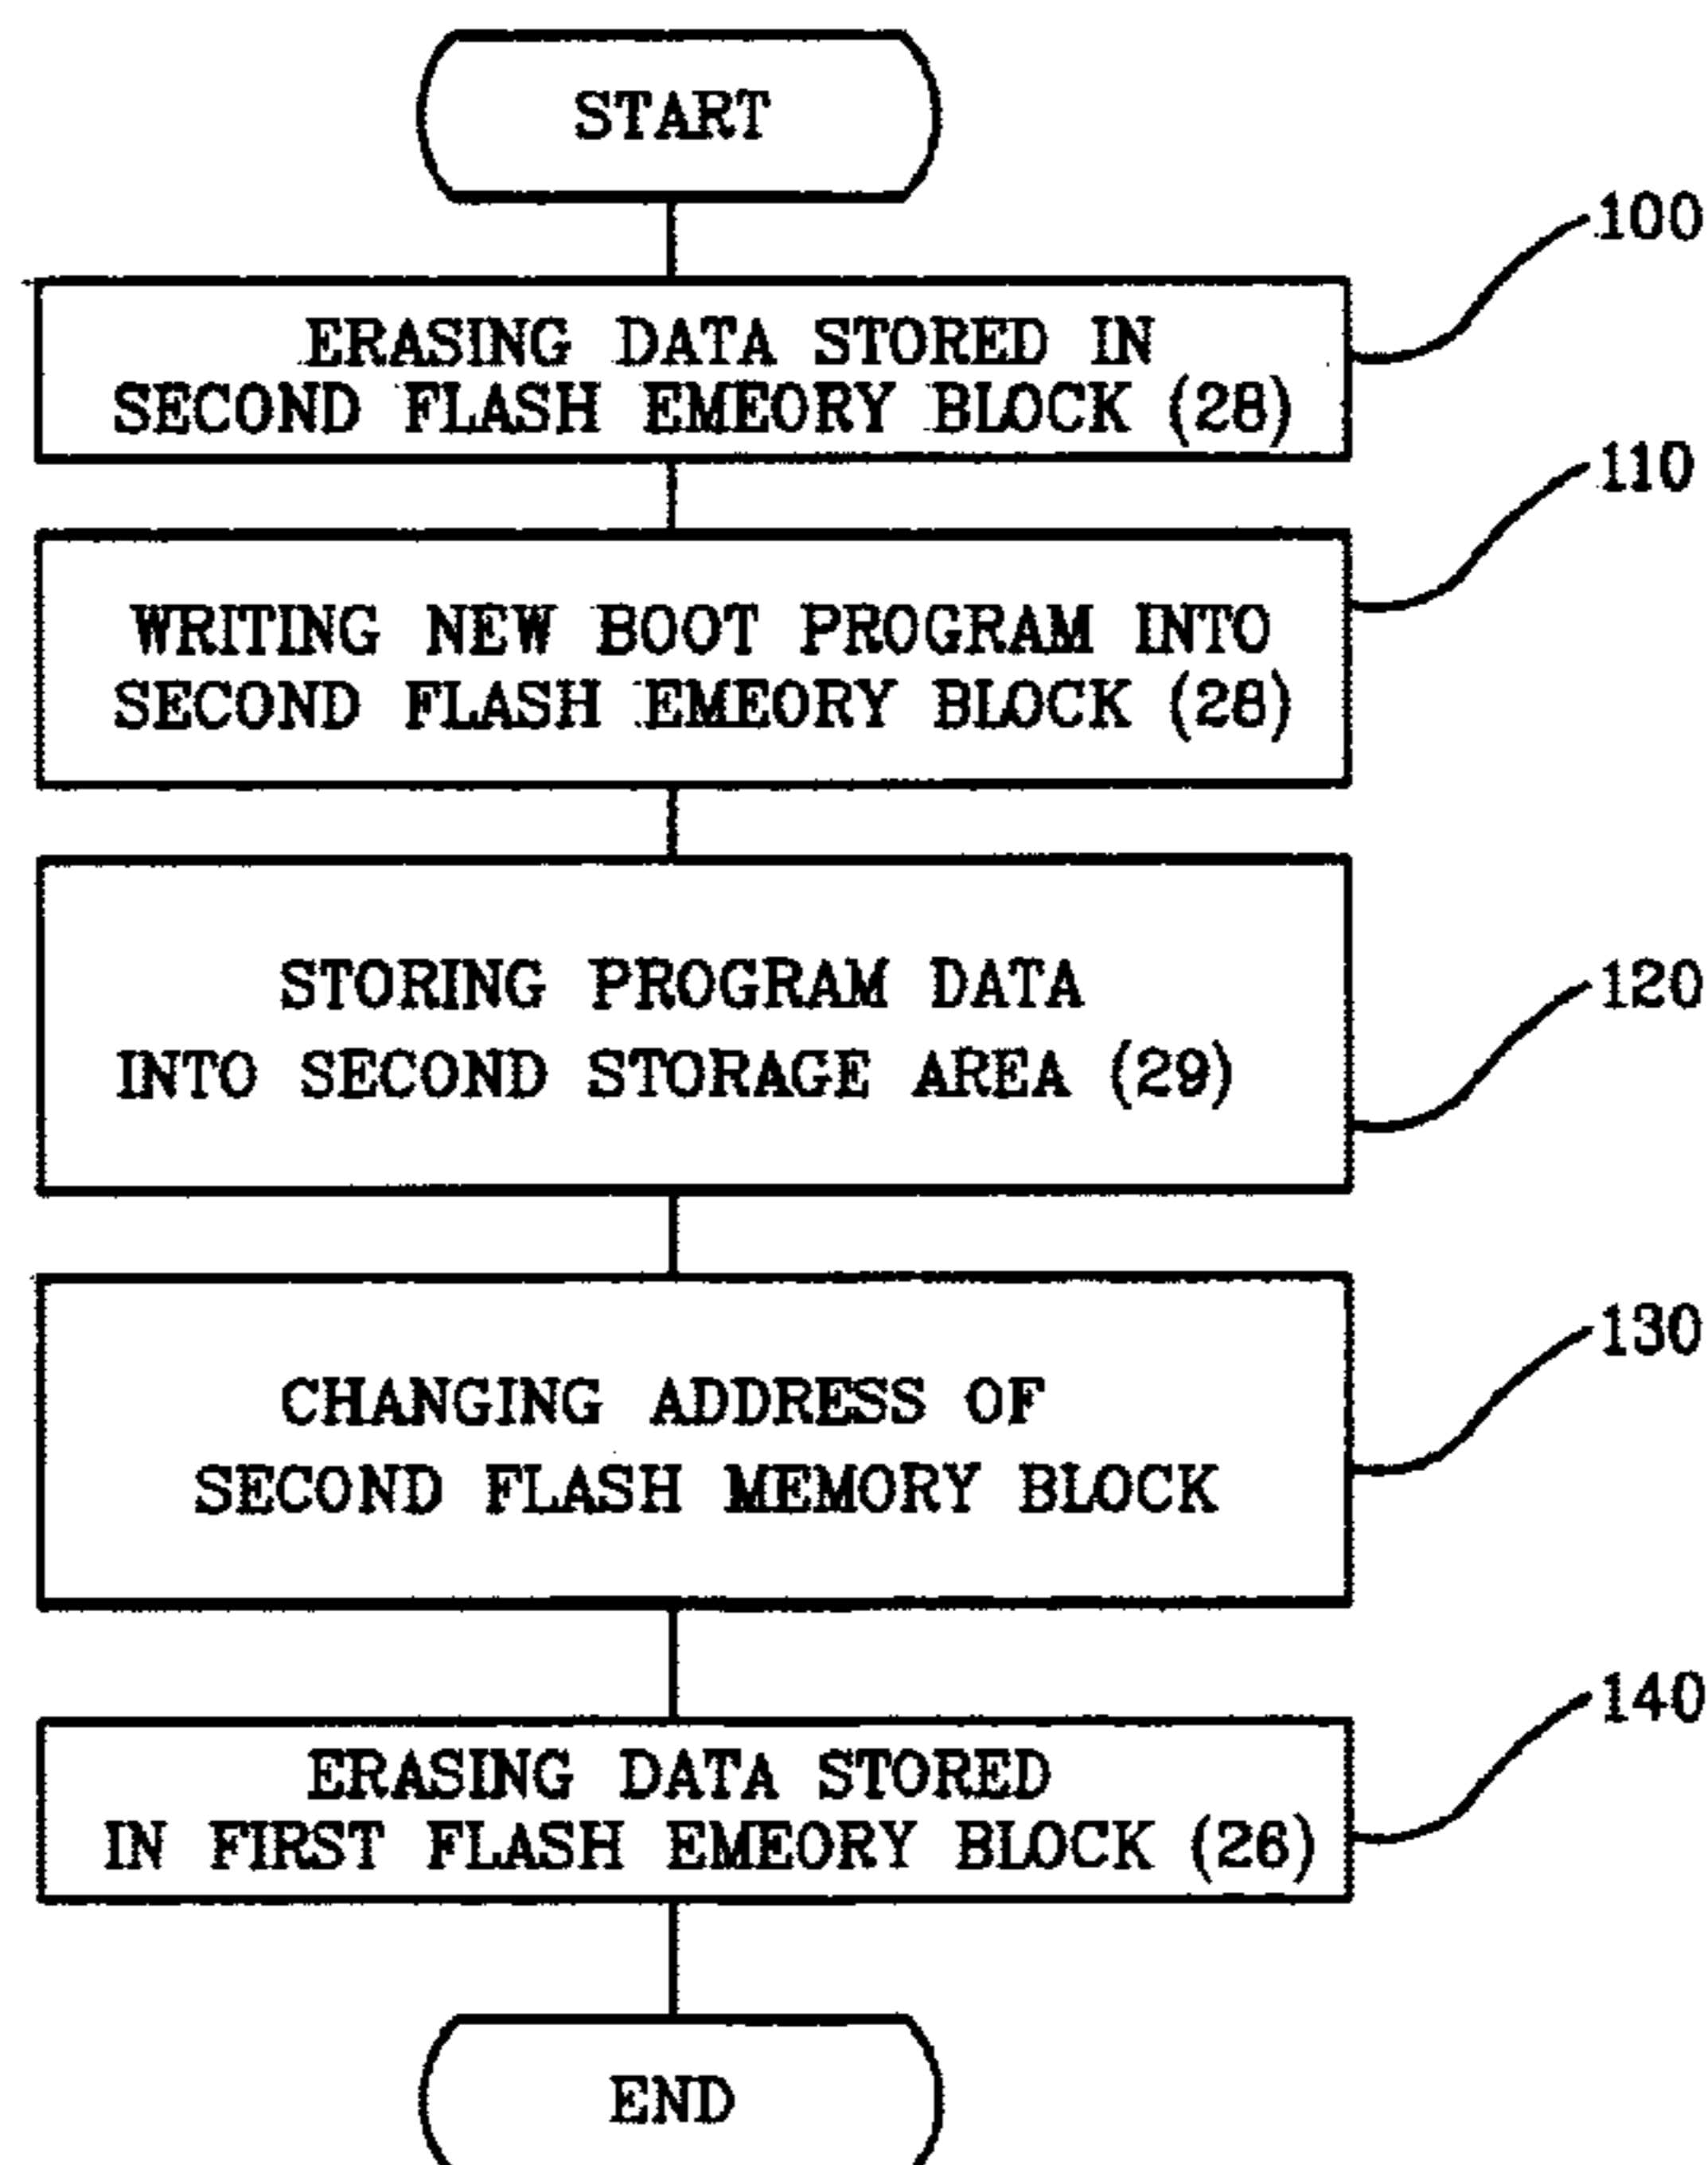 START
100
ERASING DATA STORED IN
SECOND FLASH EMEORY BLOCK (28)
110
WRITING NEW BOOT PROGRAM INTO
SECOND FLASH EMEORY BLOCK (28)
STORING PROGRAM DATA
120
INTO SECOND STORAGE AREA (29)
130
CHANGING ADDRESS OF
SECOND FLASH MEMORY BLOCK
140
ERASING DATA STORED
IN FIRST FLASH EMEORY BLOCK (26)
END